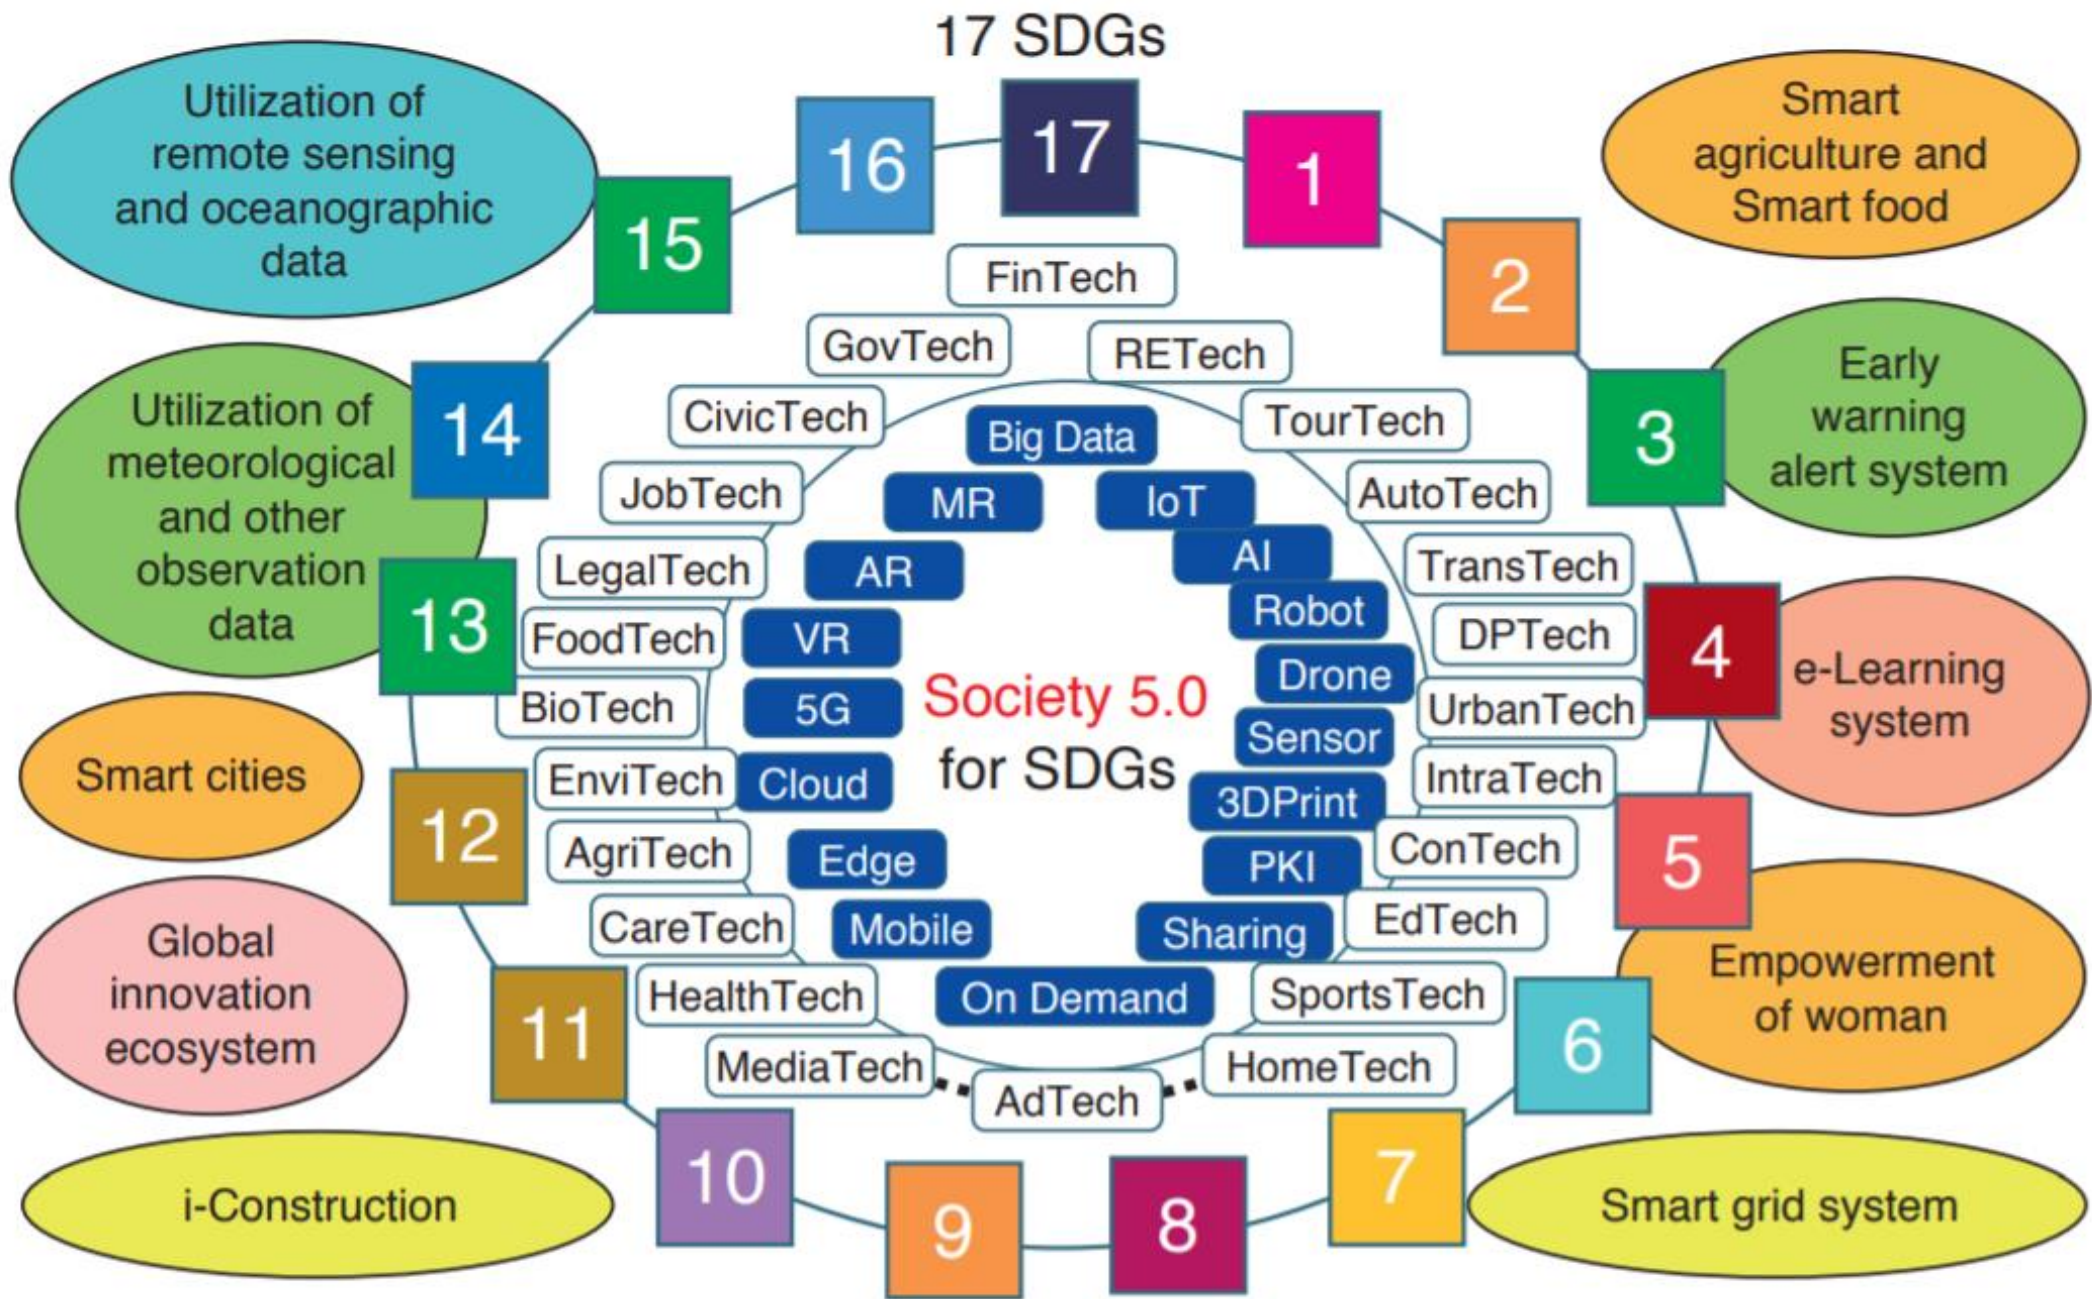 17 SDGs
Utilization of
remote sensing
and oceanographic
data
Utilization of
meteorological
and other
observation
data
Smart cities
Global
innovation
ecosystem
i-Construction
Smart
agriculture and
Smart food
Early
warning
alert system
e-Learning
system
Empowerment
of woman
Smart grid system
17
1
2
3
4
5
6
7
8
9
10
11
12
13
14
15
16
FinTech
RETech
TourTech
AutoTech
TransTech
DPTech
UrbanTech
IntraTech
ConTech
EdTech
SportsTech
HomeTech
AdTech
MediaTech
HealthTech
CareTech
AgriTech
EnviTech
BioTech
FoodTech
LegalTech
JobTech
CivicTech
GovTech
Big Data
IoT
AI
Robot
Drone
Sensor
3DPrint
PKI
Sharing
On Demand
Mobile
Edge
Cloud
5G
VR
AR
MR
Society 5.0
for SDGs